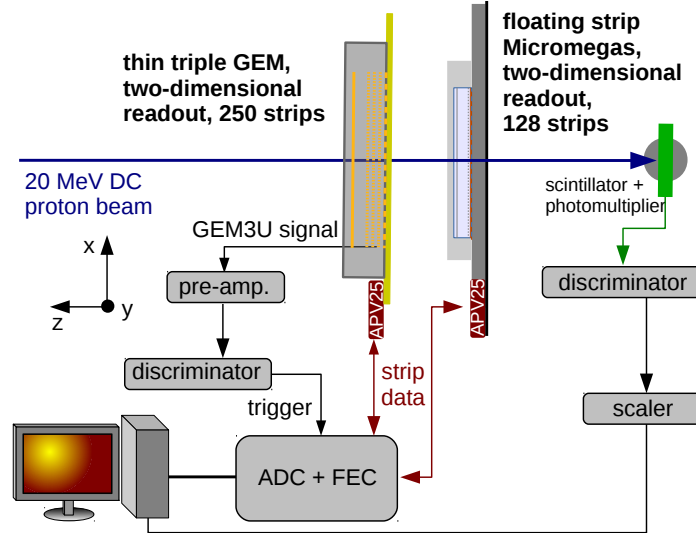 thin triple GEM,
two-dimensional
readout, 250 strips
floating strip
Micromegas,
two-dimensional
readout,
128 strips
20 MeV DC
proton beam
scintillator +
photomultiplier
GEM3U signal
x
z
y
pre-amp.
APV25
APV25
discriminator
discriminator
strip
data
trigger
scaler
ADC + FEC